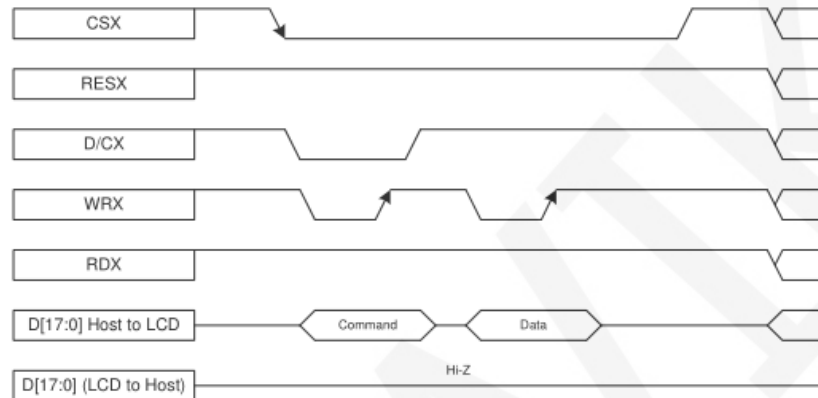 CSX
RESX
D/CX
WRX
RDX
D[17:0] Host to LCD
Command
Data
Hi-Z
D[17:0] (LCD to Host)